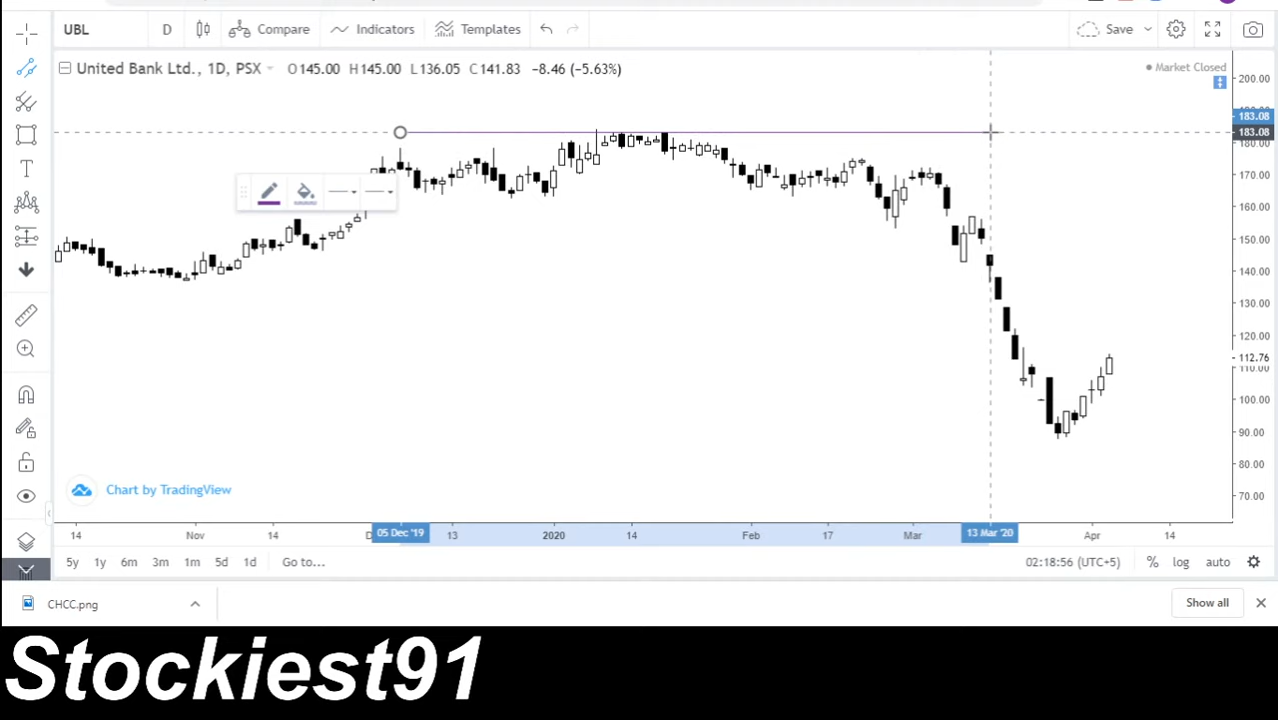 UBL D Compare Indicators Templates Save
United Bank Ltd., 1D, PSX O145.00 H145.00 L136.05 C141.83 −8.46 (−5.63%)
Market Closed
200.00
183.08
183.08
180.00
170.00
160.00
150.00
140.00
130.00
120.00
112.76
110.00
100.00
90.00
80.00
70.00
Chart by TradingView
14 Nov 14 05 Dec '19 13 2020 14 Feb 17 Mar 13 Mar '20 Apr 14
5y 1y 6m 3m 1m 5d 1d Go to... 02:18:56 (UTC+5) % log auto
CHCC.png Show all
Stockiest91